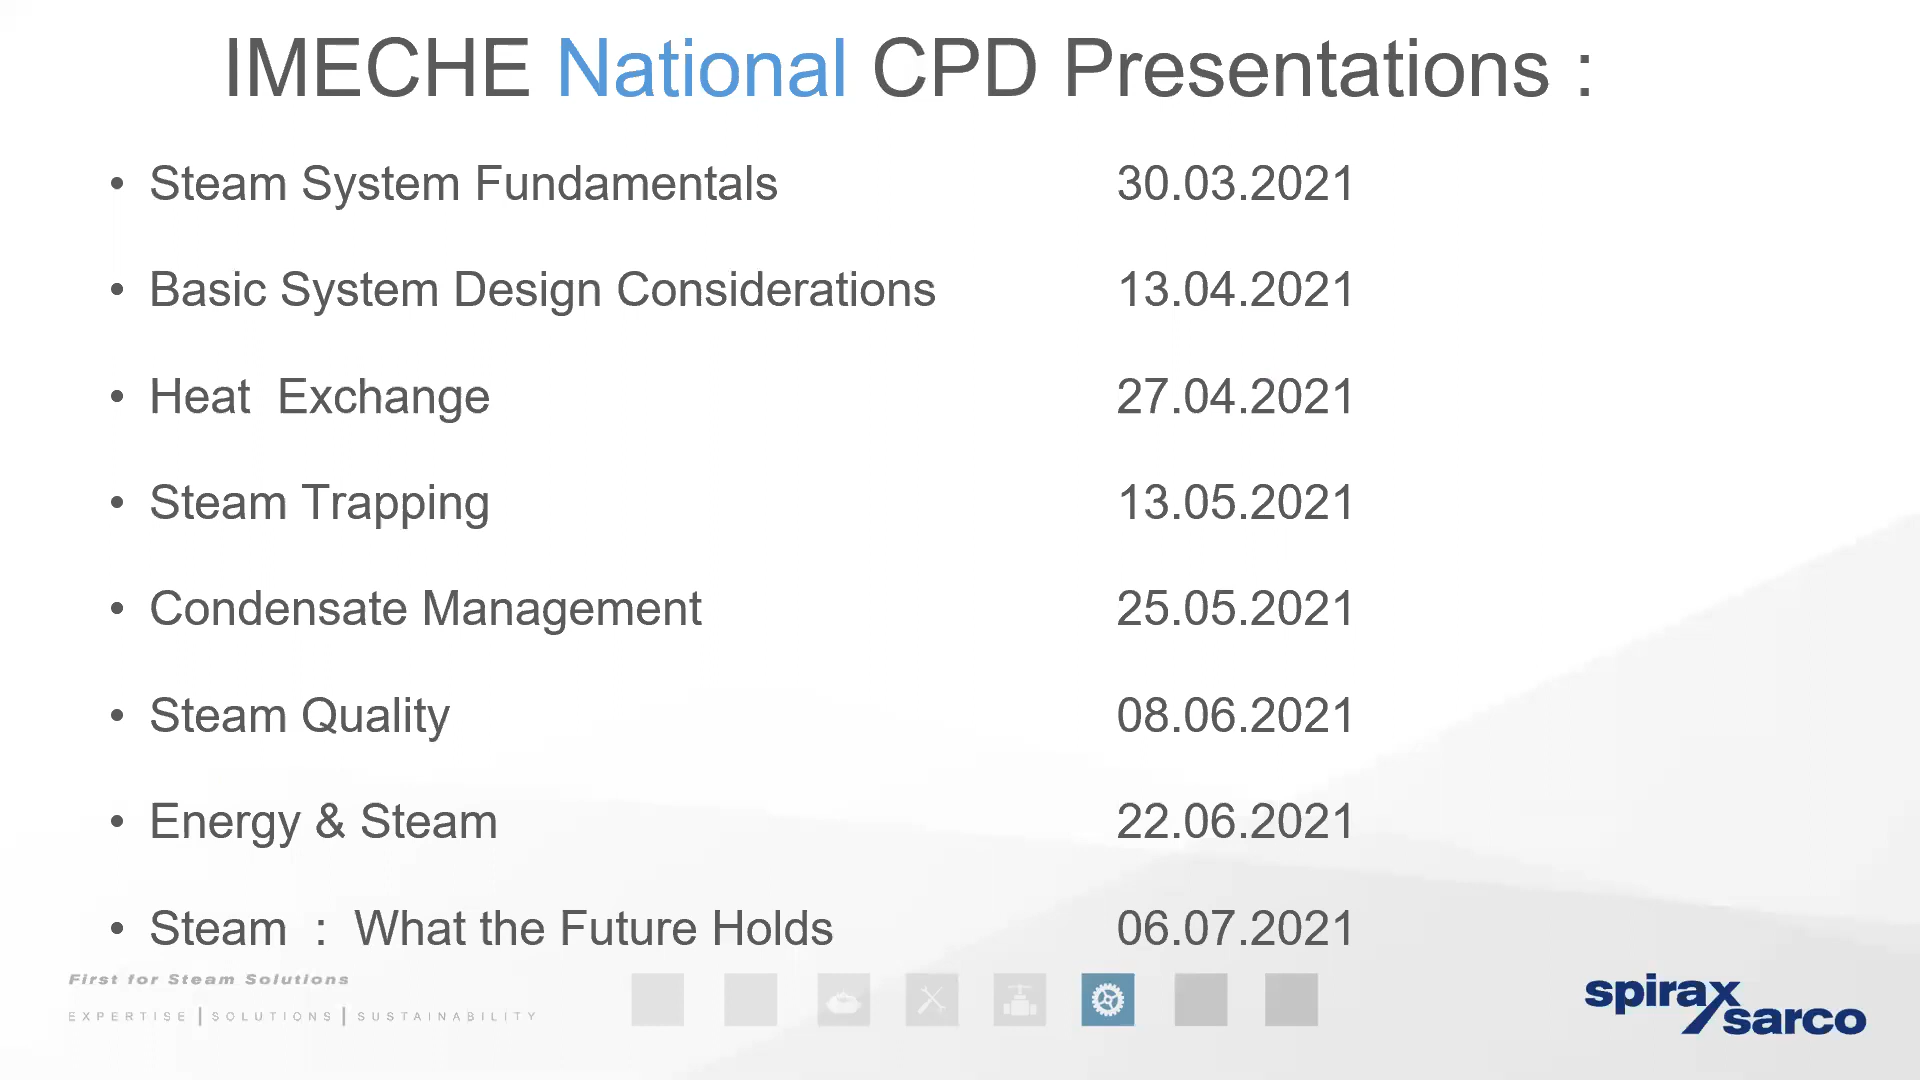 IMECHE National CPD Presentations :
• Steam System Fundamentals 30.03.2021
• Basic System Design Considerations 13.04.2021
• Heat Exchange 27.04.2021
• Steam Trapping 13.05.2021
• Condensate Management 25.05.2021
• Steam Quality 08.06.2021
• Energy & Steam 22.06.2021
• Steam : What the Future Holds 06.07.2021
First for Steam Solutions
EXPERTISE | SOLUTIONS | SUSTAINABILITY
spirax
sarco